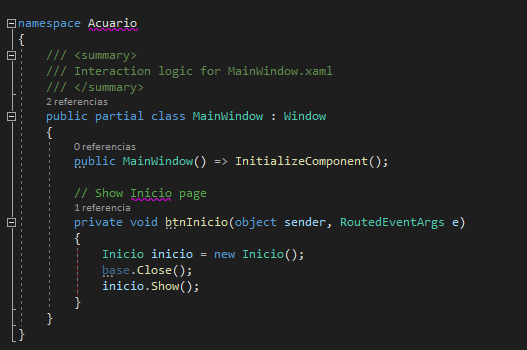 namespace Acuario
{
/// <summary>
/// Interaction logic for MainWindow.xaml
/// </summary>
2 referencias
public partial class MainWindow : Window
{
0 referencias
public MainWindow() => InitializeComponent();
// Show Inicio page
1 referencia
private void btnInicio(object sender, RoutedEventArgs e)
{
Inicio inicio = new Inicio();
base.Close();
inicio.Show();
}
}
}